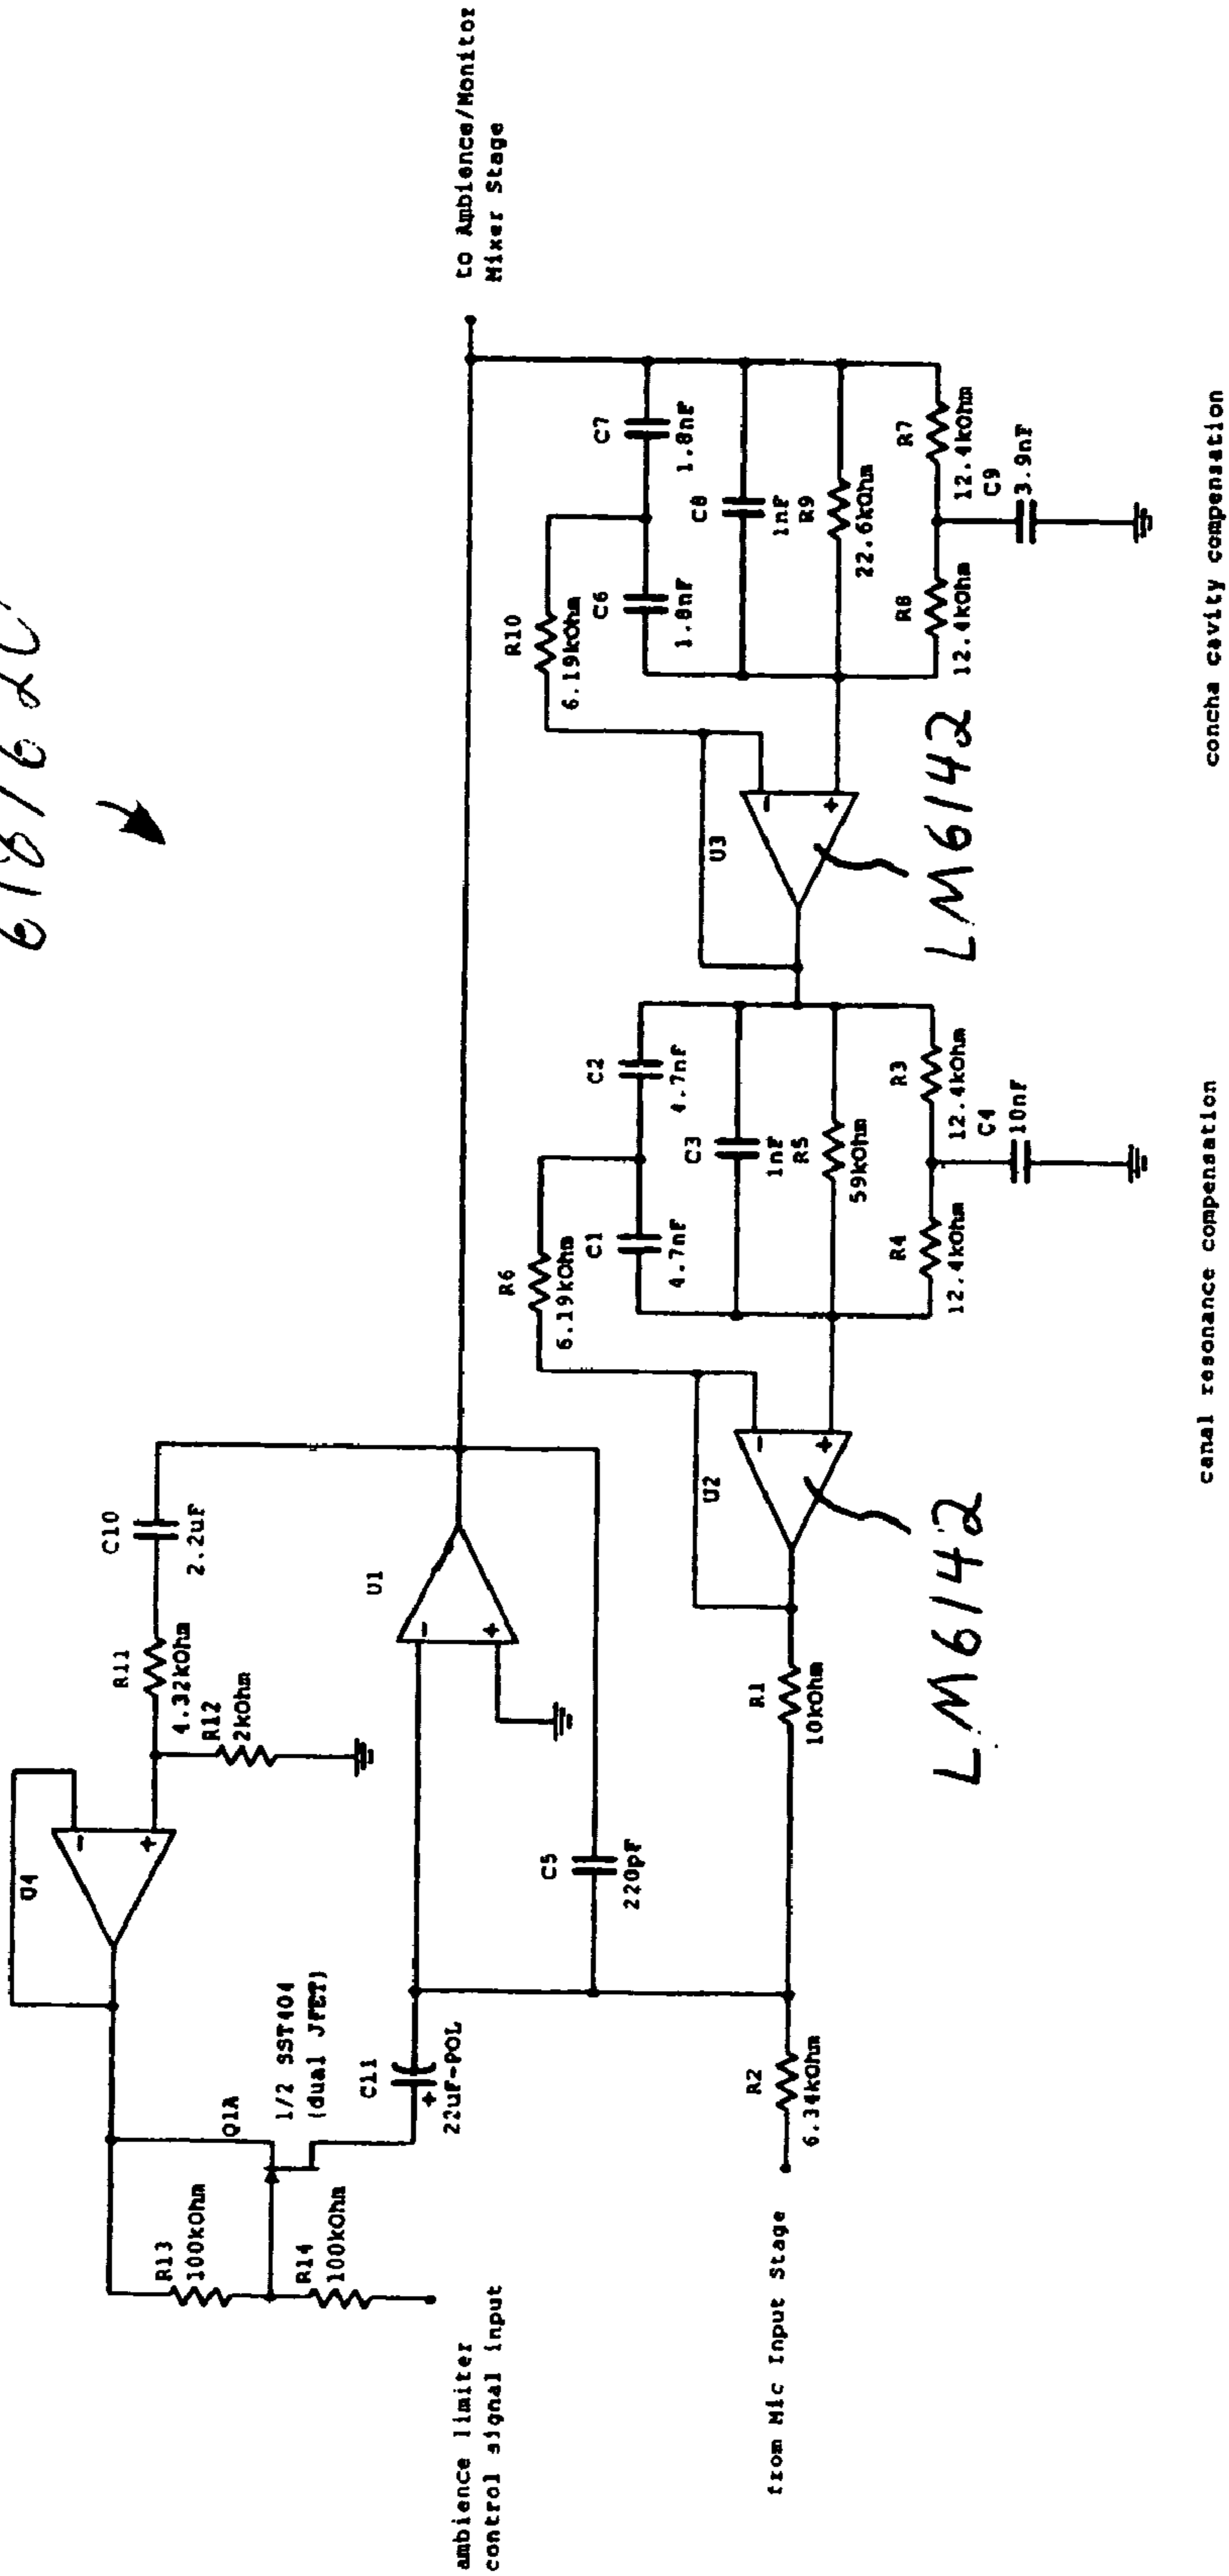 ambience limiter
control signal input
R13
100kOhm
R14
100kOhm
Q1A
1/2 SST404
(dual JFET)
U4
C11
+
22uF-POL
R11
4.32kOhm
R12
2kOhm
C10
2.2uF
-
+
U1
-
+
C5
220pF
from Mic Input Stage
R2
6.34kOhm
R1
10kOhm
U2
-
+
LM6142
R6
6.19kOhm
C1
4.7nF
C2
4.7nF
C3
1nF
R5
59kOhm
R4
12.4kOhm
R3
12.4kOhm
C4
10nF
canal resonance compensation
U3
-
+
LM6142
R10
6.19kOhm
C6
1.8nF
C7
1.8nF
C8
1nF
R9
22.6kOhm
R8
12.4kOhm
R7
12.4kOhm
C9
3.9nF
concha cavity compensation
to Ambience/Monitor
Mixer Stage